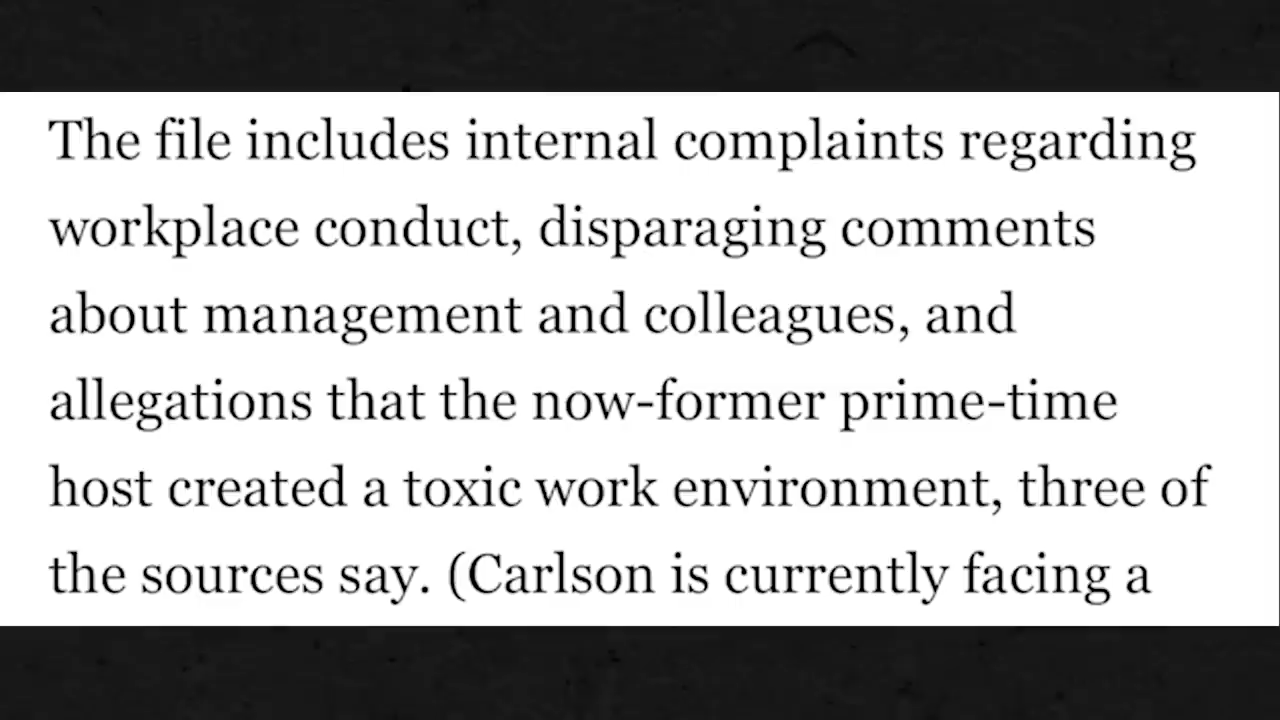 The file includes internal complaints regarding
workplace conduct, disparaging comments
about management and colleagues, and
allegations that the now-former prime-time
host created a toxic work environment, three of
the sources say. (Carlson is currently facing a